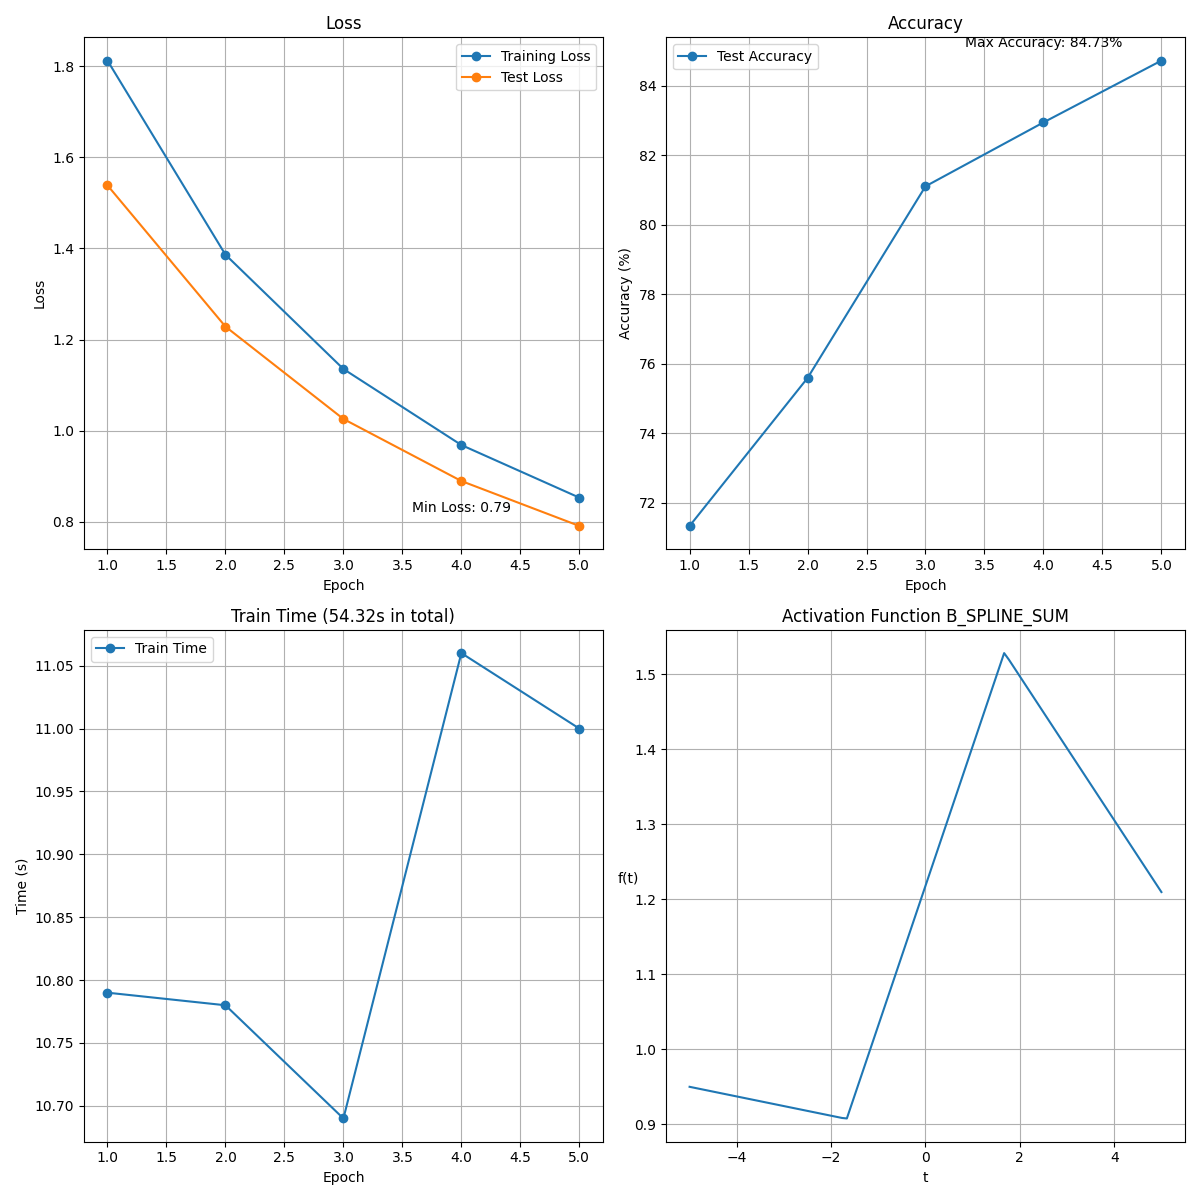 Loss
Training Loss
Test Loss
1.8
1.6
1.4
1.2
1.0
0.8
Loss
Min Loss: 0.79
1.0 1.5 2.0 2.5 3.0 3.5 4.0 4.5 5.0
Epoch
Accuracy
Max Accuracy: 84.73%
Test Accuracy
84
82
80
78
76
74
72
Accuracy (%)
1.0 1.5 2.0 2.5 3.0 3.5 4.0 4.5 5.0
Epoch
Train Time (54.32s in total)
Train Time
11.05
11.00
10.95
10.90
10.85
10.80
10.75
10.70
Time (s)
1.0 1.5 2.0 2.5 3.0 3.5 4.0 4.5 5.0
Epoch
Activation Function B_SPLINE_SUM
1.5
1.4
1.3
1.2
1.1
1.0
0.9
f(t)
−4 −2 0 2 4
t